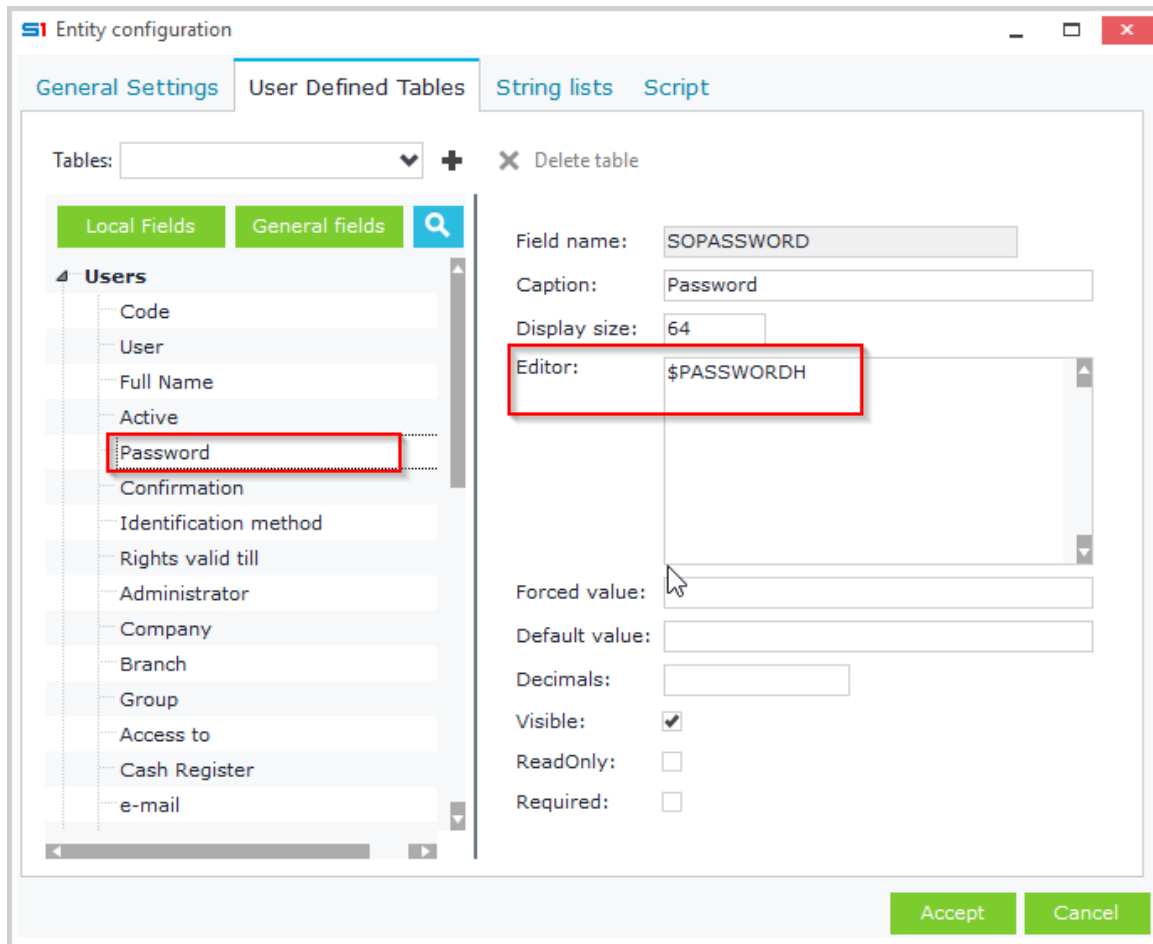 S1 Entity configuration
General Settings User Defined Tables String lists Script
Tables: Delete table
Local Fields General fields
Users
Code
User
Full Name
Active
Password
Confirmation
Identification method
Rights valid till
Administrator
Company
Branch
Group
Access to
Cash Register
e-mail
Field name: SOPASSWORD
Caption: Password
Display size: 64
Editor: $PASSWORDH
Forced value:
Default value:
Decimals:
Visible:
ReadOnly:
Required:
Accept Cancel